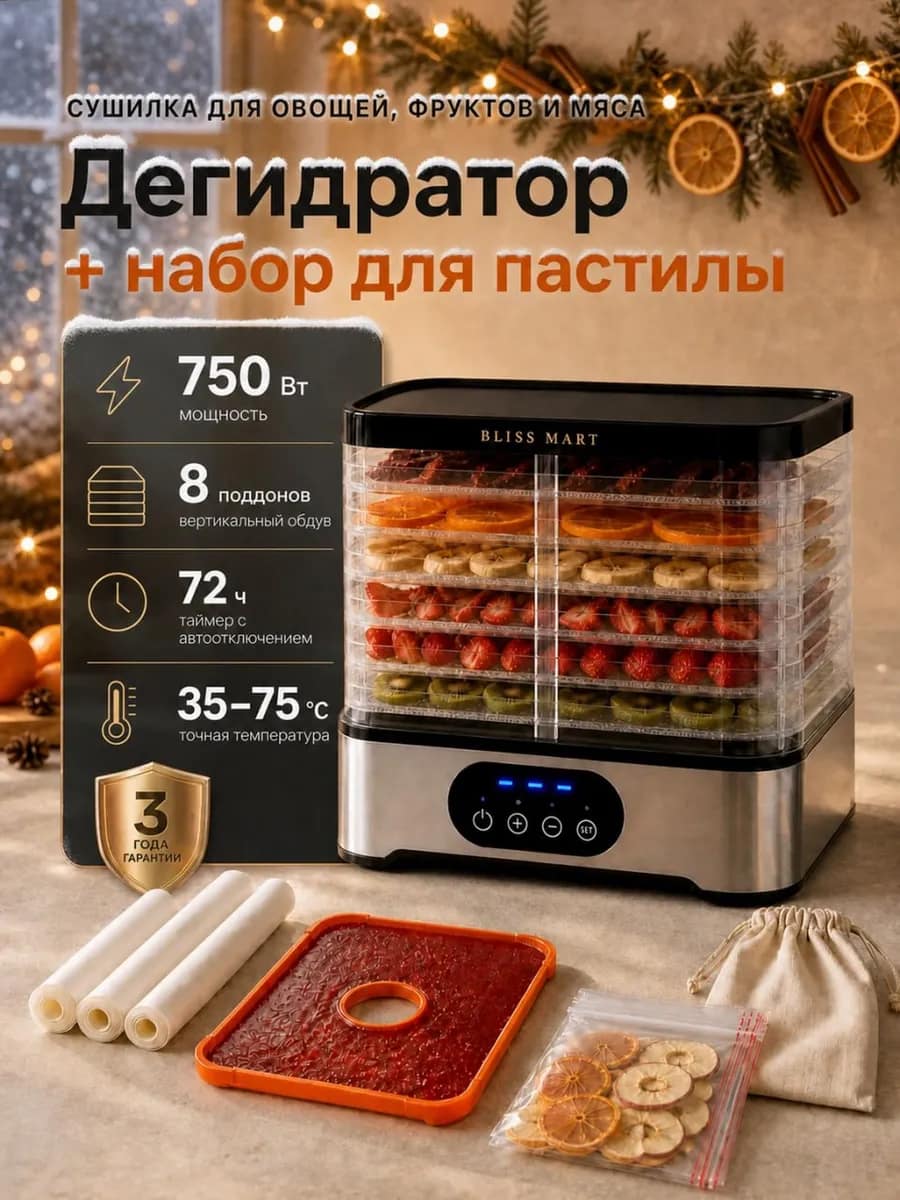 СУШИЛКА ДЛЯ ОВОЩЕЙ, ФРУКТОВ И МЯСА
Дегидратор
+ набор для пастилы
750 Вт
мощность
8 поддонов
вертикальный обдув
72 ч
таймер с
автоотключением
35–75 °C
точная температура
3
ГОДА
ГАРАНТИИ
BLISS MART
SET